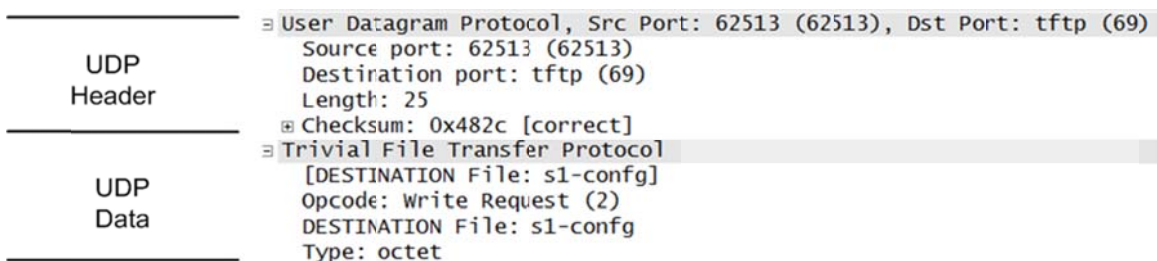 UDP
Header
User Datagram Protocol, Src Port: 62513 (62513), Dst Port: tftp (69)
Source port: 62513 (62513)
Destination port: tftp (69)
Length: 25
Checksum: 0x482c [correct]
UDP
Data
Trivial File Transfer Protocol
[DESTINATION File: s1-confg]
Opcode: Write Request (2)
DESTINATION File: s1-confg
Type: octet